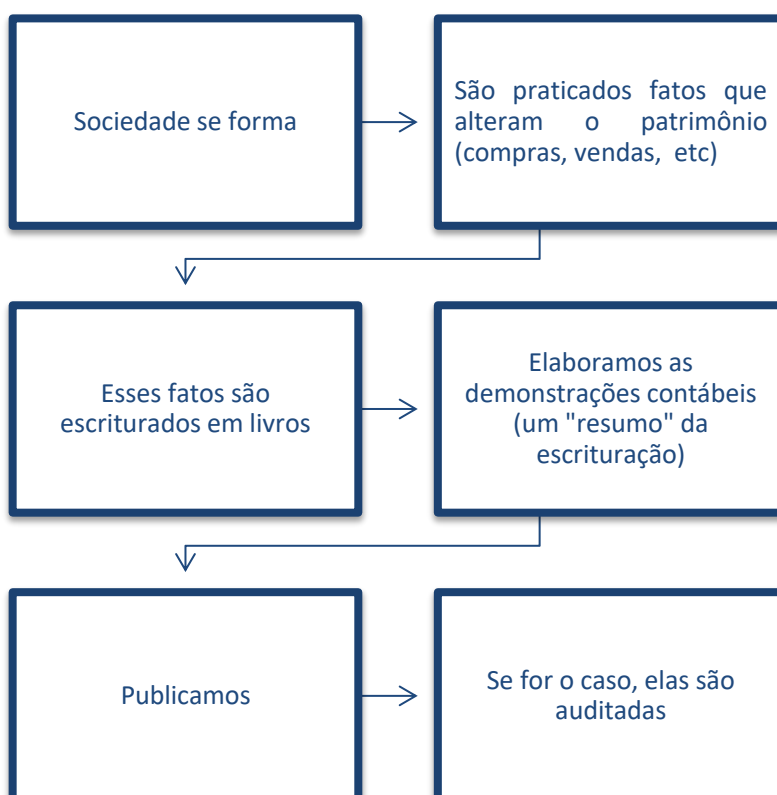 Sociedade se forma
São praticados fatos que
alteram o patrimônio
(compras, vendas, etc)
Esses fatos são
escriturados em livros
Elaboramos as
demonstrações contábeis
(um "resumo" da
escrituração)
Publicamos
Se for o caso, elas são
auditadas